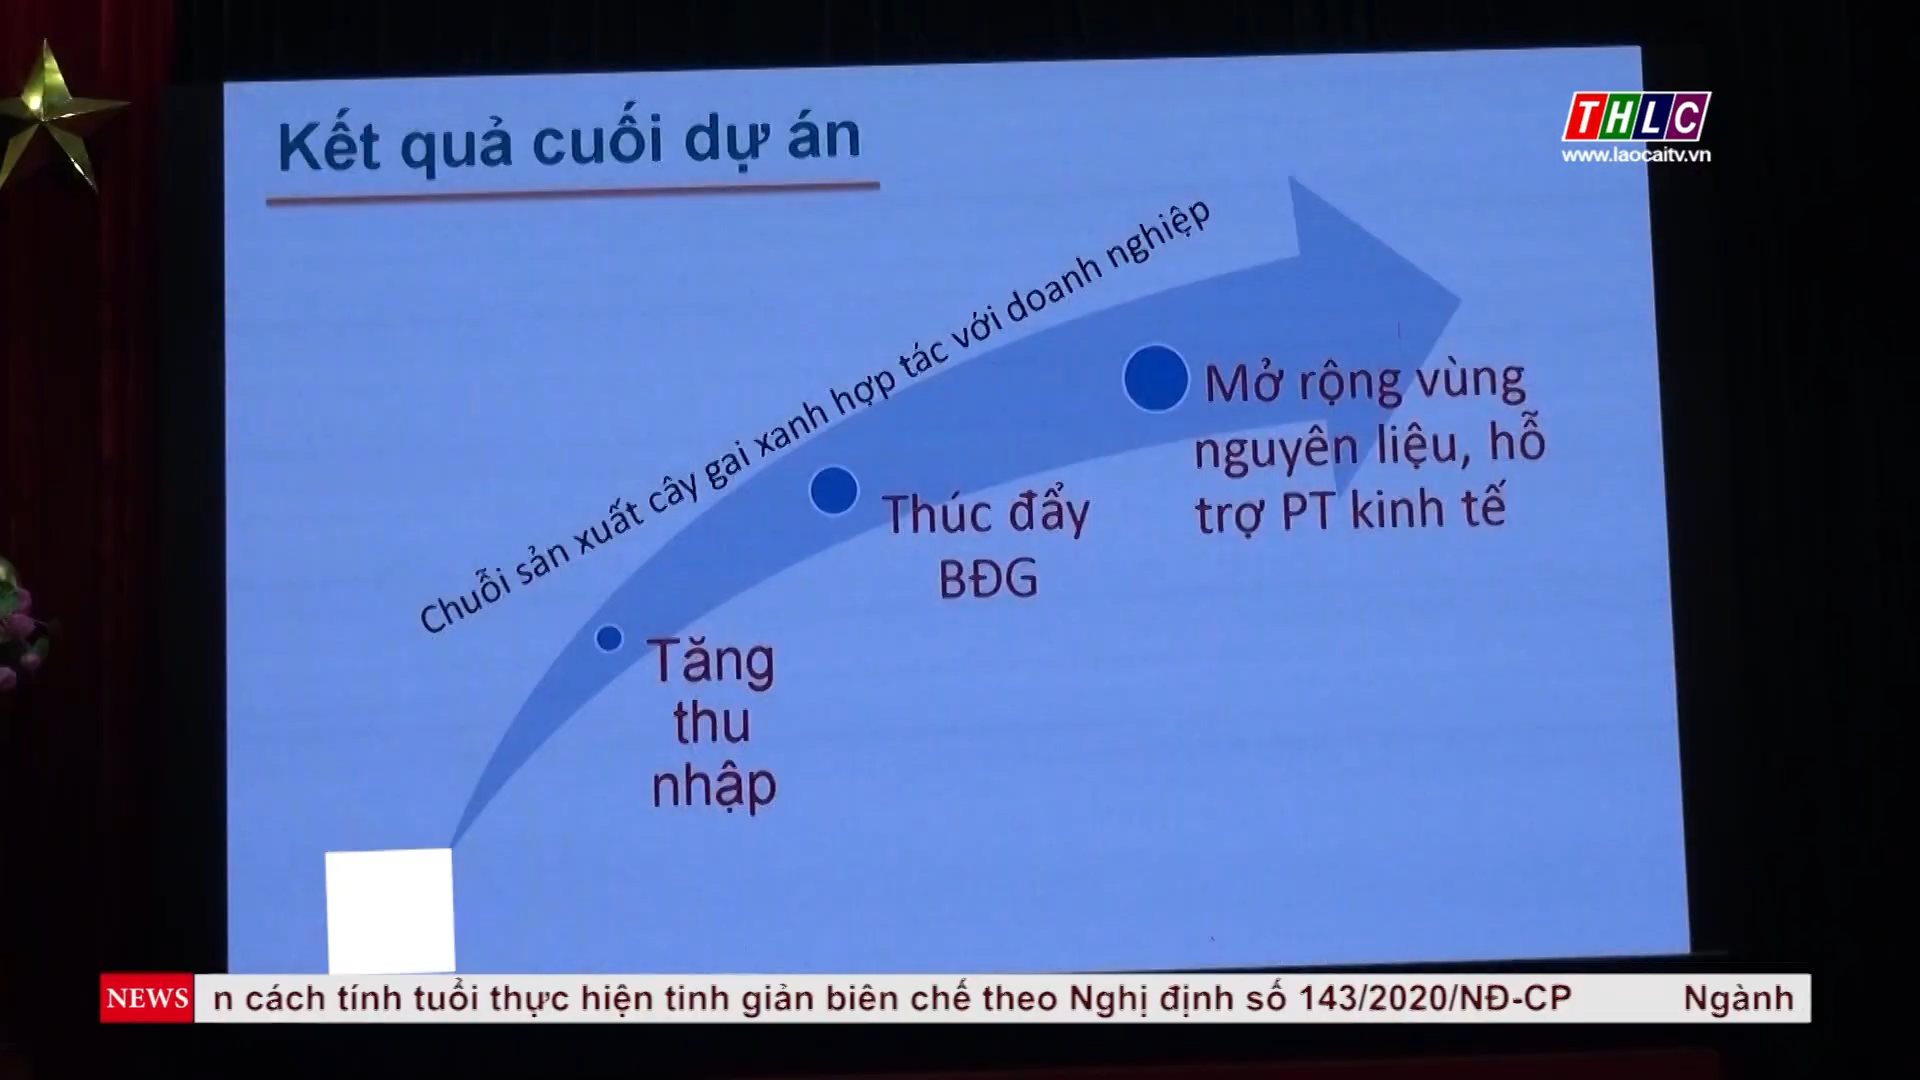 Kết quả cuối dự án
THLC
www.laocaitv.vn
Chuỗi sản xuất cây gai xanh hợp tác với doanh nghiệp
Mở rộng vùng
nguyên liệu, hỗ
trợ PT kinh tế
Thúc đẩy
BĐG
Tăng
thu
nhập
NEWS
n cách tính tuổi thực hiện tinh giản biên chế theo Nghị định số 143/2020/NĐ-CP
Ngành